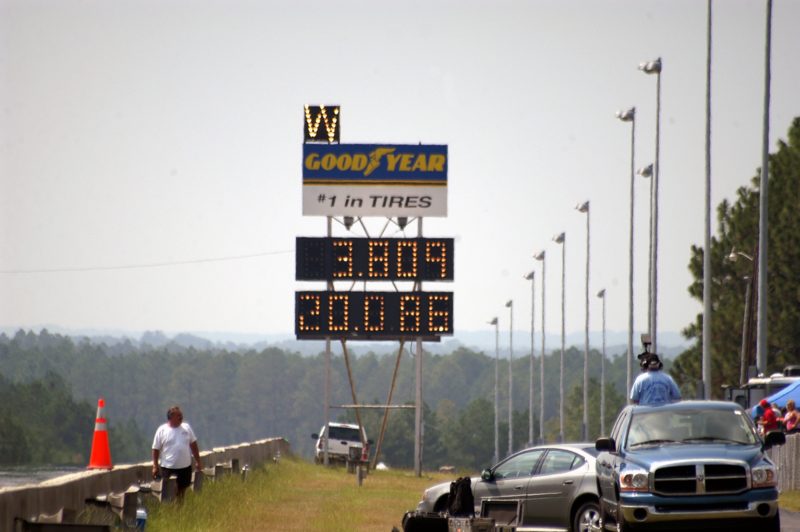 W
GOODYEAR
#1 in TIRES
3.809
200.86